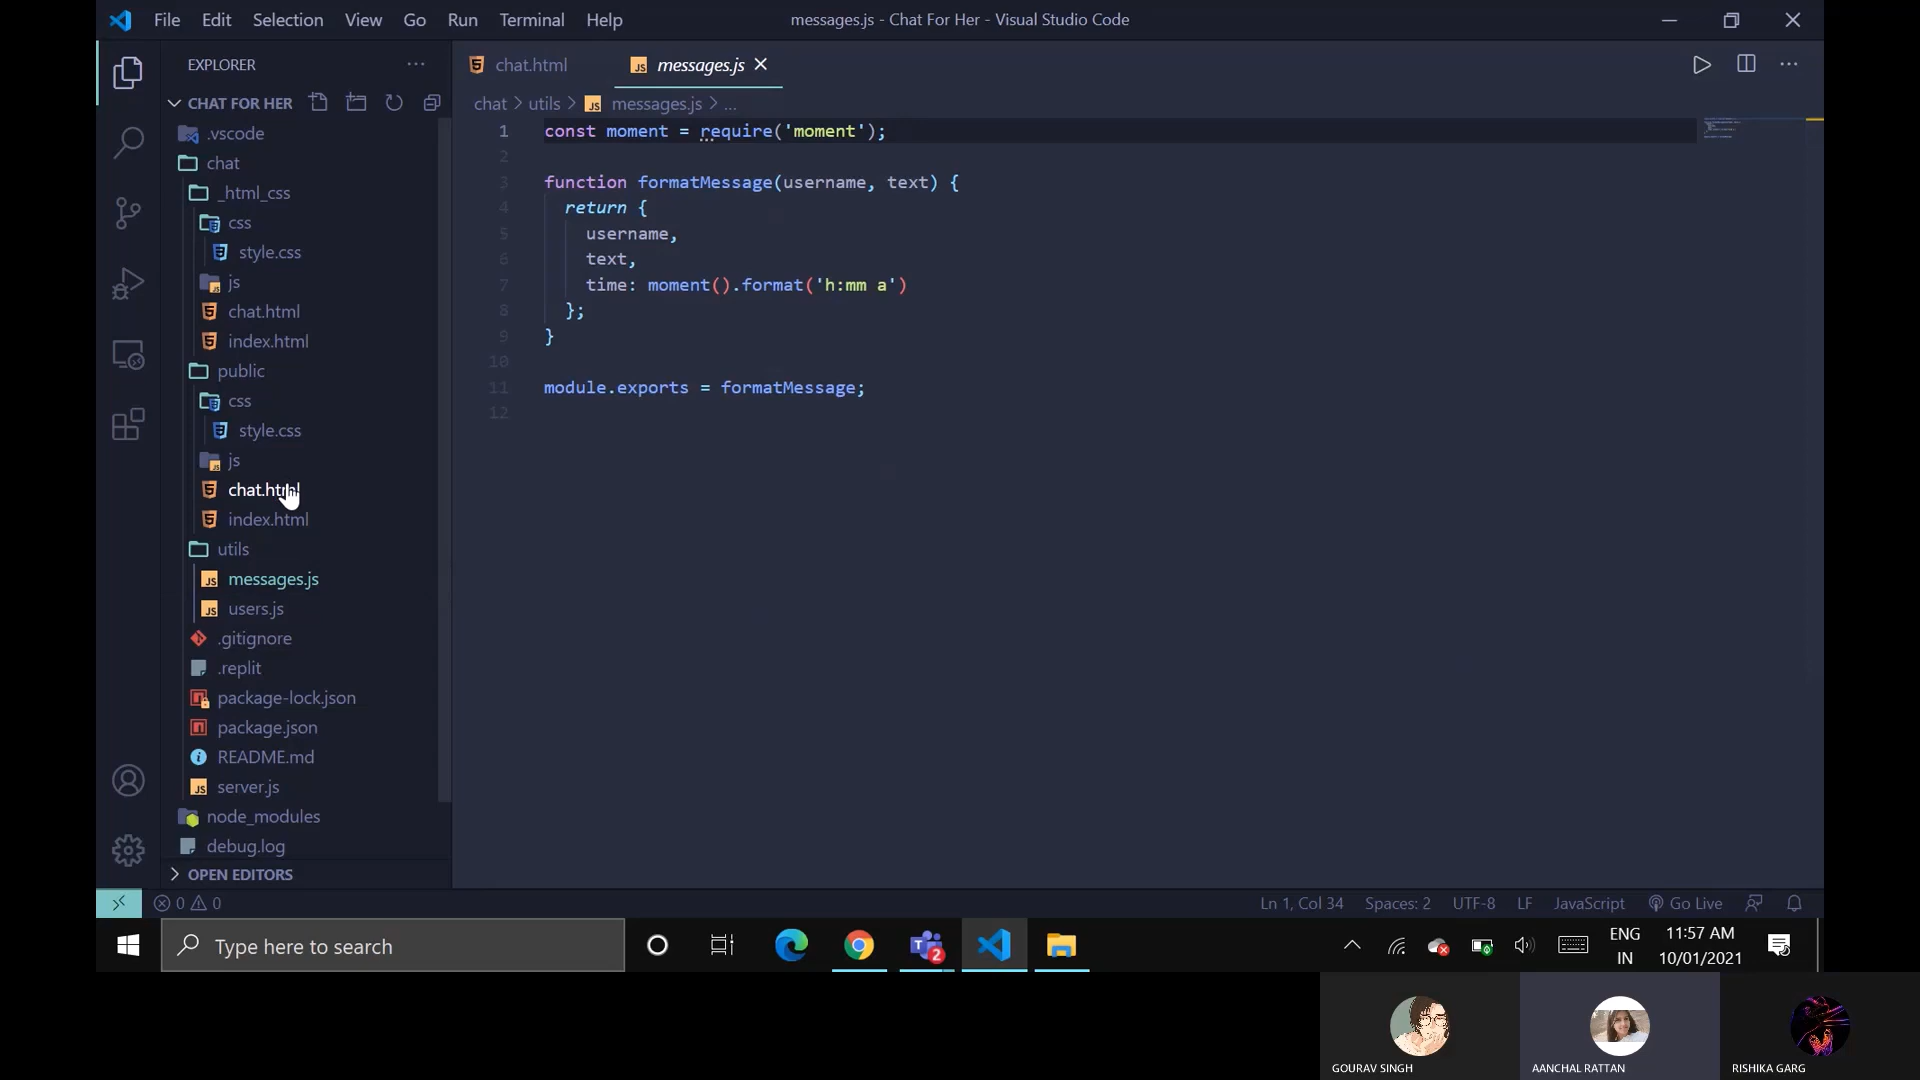 File Edit Selection View Go Run Terminal Help
messages.js - Chat For Her - Visual Studio Code
EXPLORER
CHAT FOR HER
.vscode
chat
_html_css
css
style.css
js
chat.html
index.html
public
css
style.css
js
chat.html
index.html
utils
messages.js
users.js
.gitignore
.replit
package-lock.json
package.json
README.md
server.js
node_modules
debug.log
OPEN EDITORS
chat.html messages.js
chat > utils > JS messages.js > ...
1 const moment = require('moment');
2
3 function formatMessage(username, text) {
4 return {
5 username,
6 text,
7 time: moment().format('h:mm a')
8 };
9 }
10
11 module.exports = formatMessage;
12
0 0
Ln 1, Col 34 Spaces: 2 UTF-8 LF JavaScript Go Live
Type here to search
2
ENG
IN
11:57 AM
10/01/2021
GOURAV SINGH AANCHAL RATTAN RISHIKA GARG